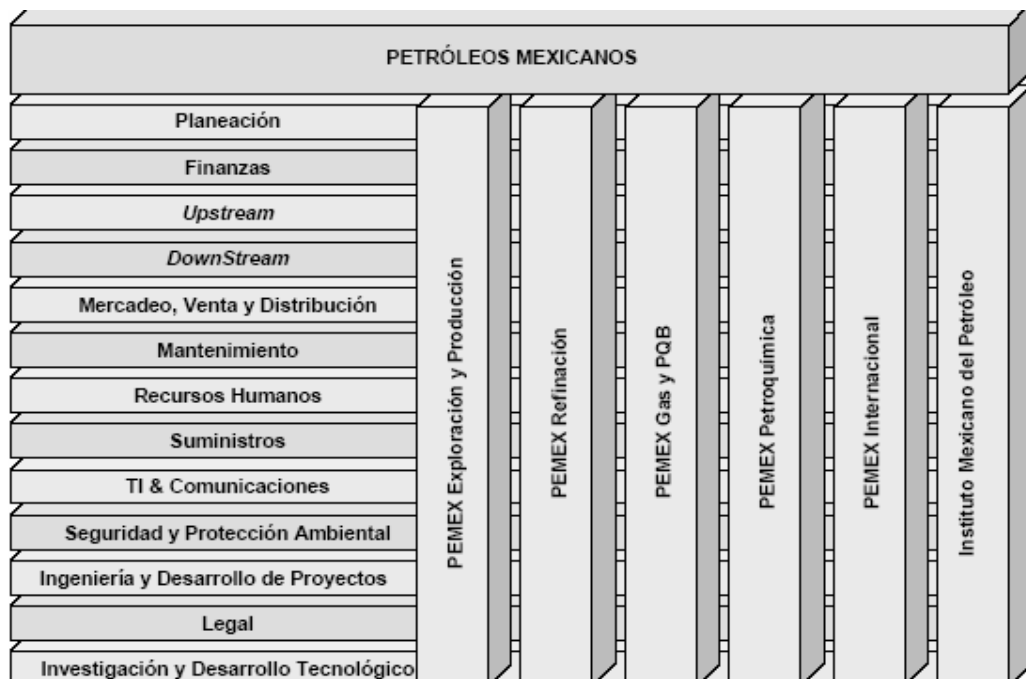 PETRÓLEOS MEXICANOS
Planeación
Finanzas
Upstream
DownStream
Mercadeo, Venta y Distribución
Mantenimiento
Recursos Humanos
Suministros
TI & Comunicaciones
Seguridad y Protección Ambiental
Ingeniería y Desarrollo de Proyectos
Legal
Investigación y Desarrollo Tecnológico
PEMEX Exploración y Producción
PEMEX Refinación
PEMEX Gas y PQB
PEMEX Petroquímica
PEMEX Internacional
Instituto Mexicano del Petróleo